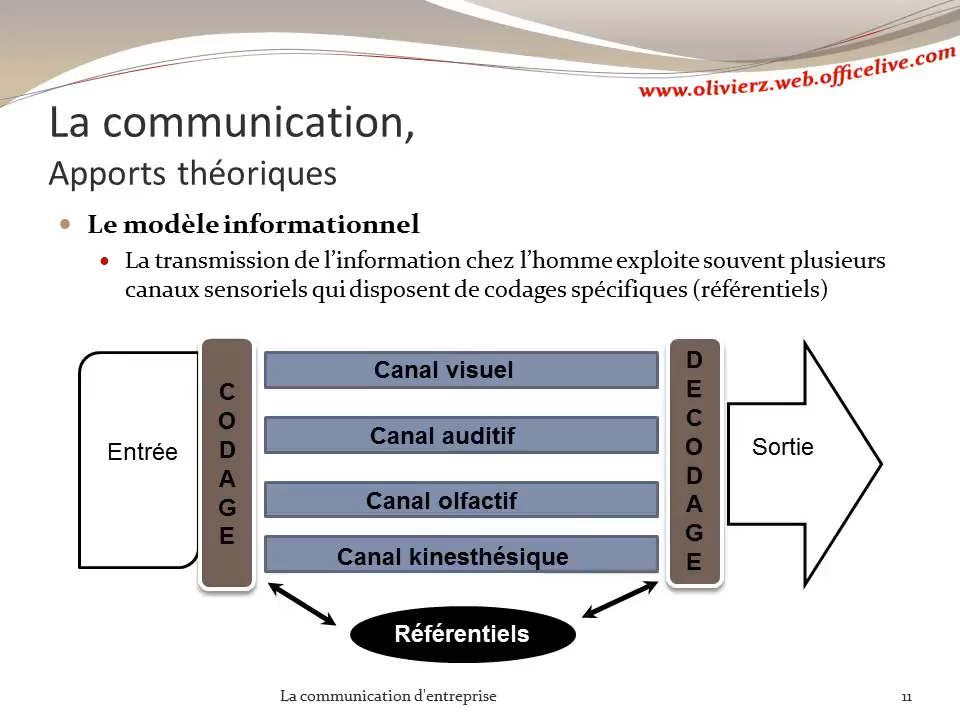 www.olivierz.web.officelive.com
La communication,
Apports théoriques
Le modèle informationnel
La transmission de l’information chez l’homme exploite souvent plusieurs
canaux sensoriels qui disposent de codages spécifiques (référentiels)
Entrée
CODAGE
Canal visuel
Canal auditif
Canal olfactif
Canal kinesthésique
DECODAGE
Sortie
Référentiels
La communication d'entreprise
11